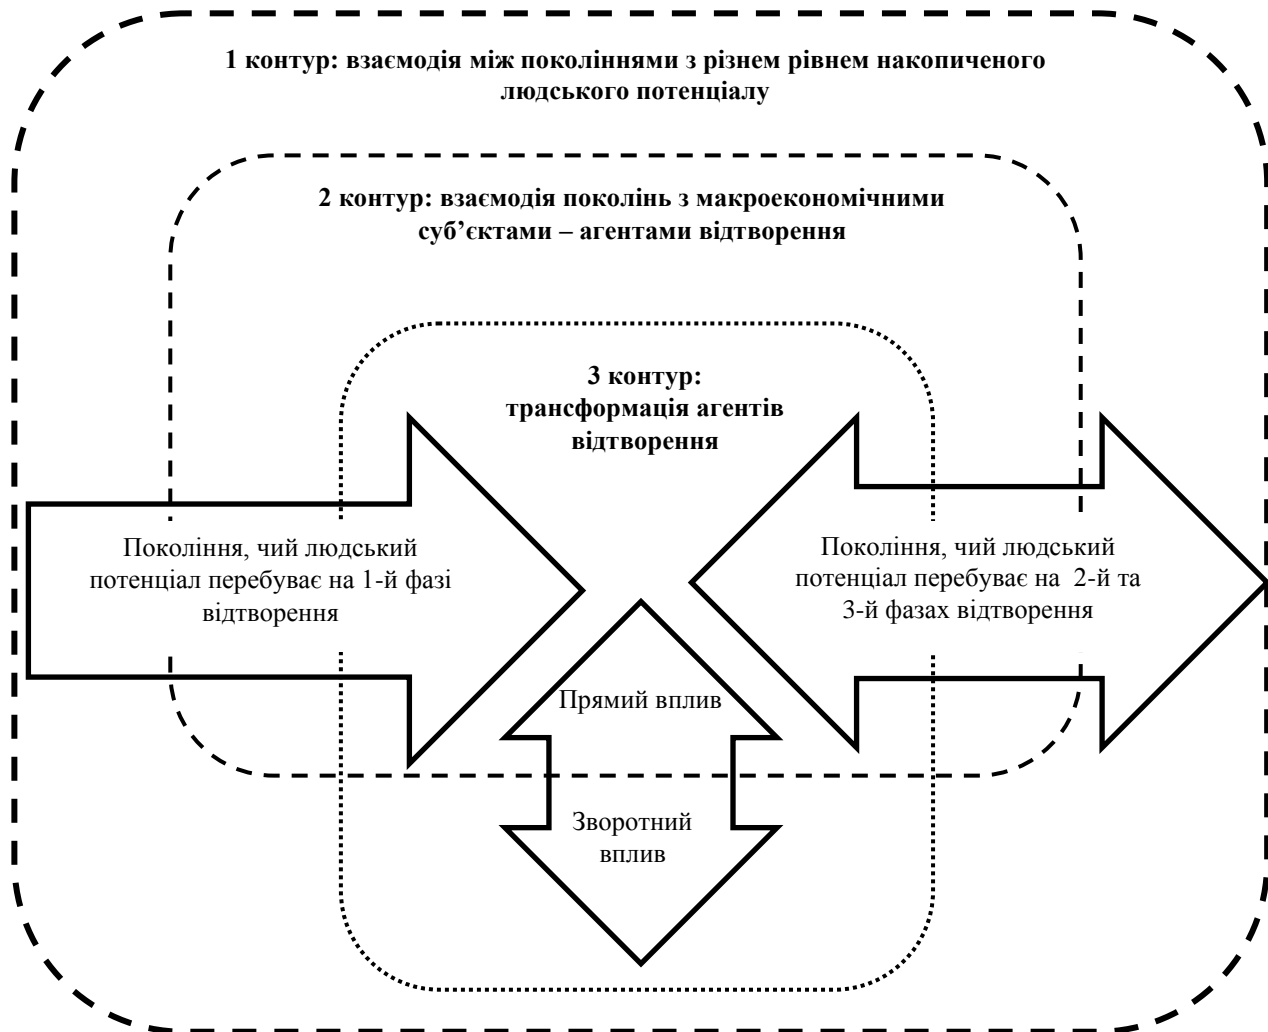 1 контур: взаємодія між поколіннями з різнем рівнем накопиченого
людського потенціалу
2 контур: взаємодія поколінь з макроекономічними
суб’єктами – агентами відтворення
3 контур:
трансформація агентів
відтворення
Покоління, чий людський
потенціал перебуває на 1-й фазі
відтворення
Покоління, чий людський
потенціал перебуває на 2-й та
3-й фазах відтворення
Прямий вплив
Зворотний
вплив